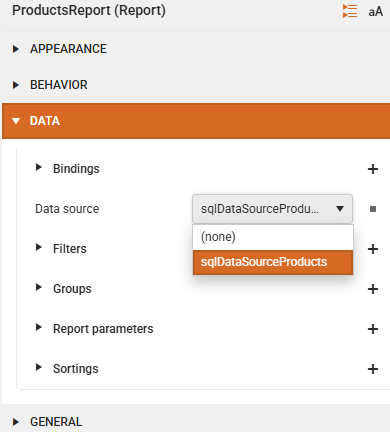 ProductsReport (Report) aA
APPEARANCE
BEHAVIOR
DATA
Bindings
Data source sqlDataSourceProdu...
(none)
Filters
sqlDataSourceProducts
Groups
Report parameters
Sortings
GENERAL